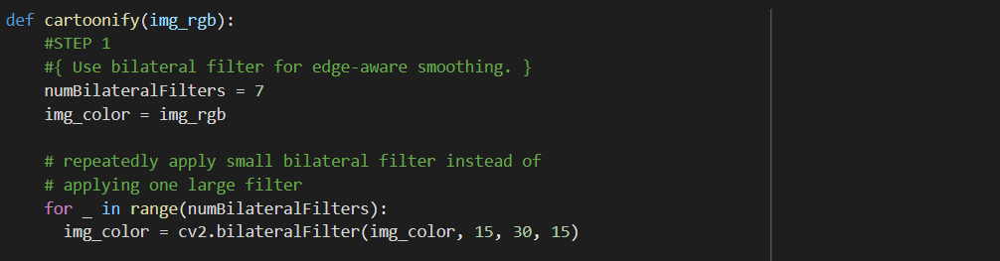 def cartoonify(img_rgb):
    #STEP 1
    #{ Use bilateral filter for edge-aware smoothing. }
    numBilateralFilters = 7
    img_color = img_rgb

    # repeatedly apply small bilateral filter instead of
    # applying one large filter
    for _ in range(numBilateralFilters):
      img_color = cv2.bilateralFilter(img_color, 15, 30, 15)